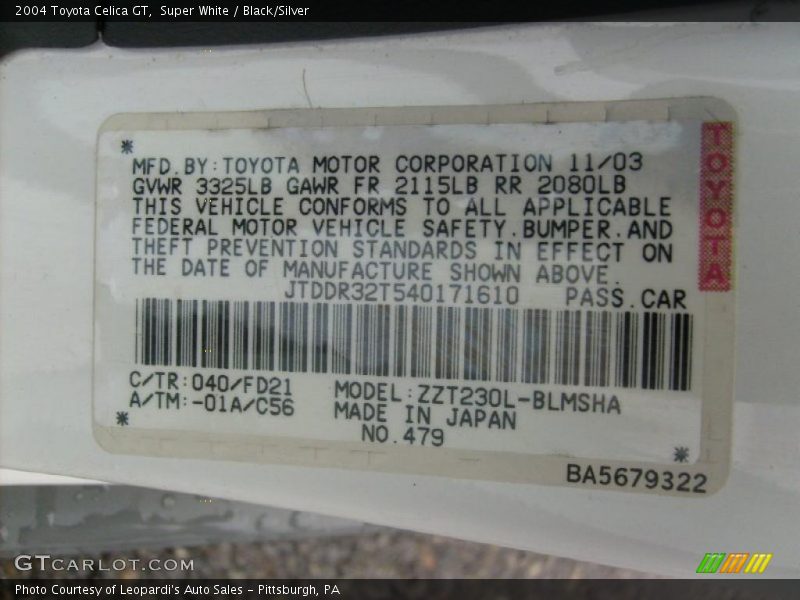 2004 Toyota Celica GT,  Super White / Black/Silver
MFD.BY:TOYOTA MOTOR CORPORATION 11/03
GVWR 3325LB GAWR FR 2115LB RR 2080LB
THIS VEHICLE CONFORMS TO ALL APPLICABLE
FEDERAL MOTOR VEHICLE SAFETY.BUMPER.AND
THEFT PREVENTION STANDARDS IN EFFECT ON
THE DATE OF MANUFACTURE SHOWN ABOVE.
JTDDR32T540171610 PASS.CAR
TOYOTA
C/TR:040/FD21 MODEL:ZZT230L-BLMSHA
A/TM:-01A/C56 MADE IN JAPAN
NO.479
BA5679322
GTCARLOT.COM
Photo Courtesy of Leopardi's Auto Sales - Pittsburgh, PA